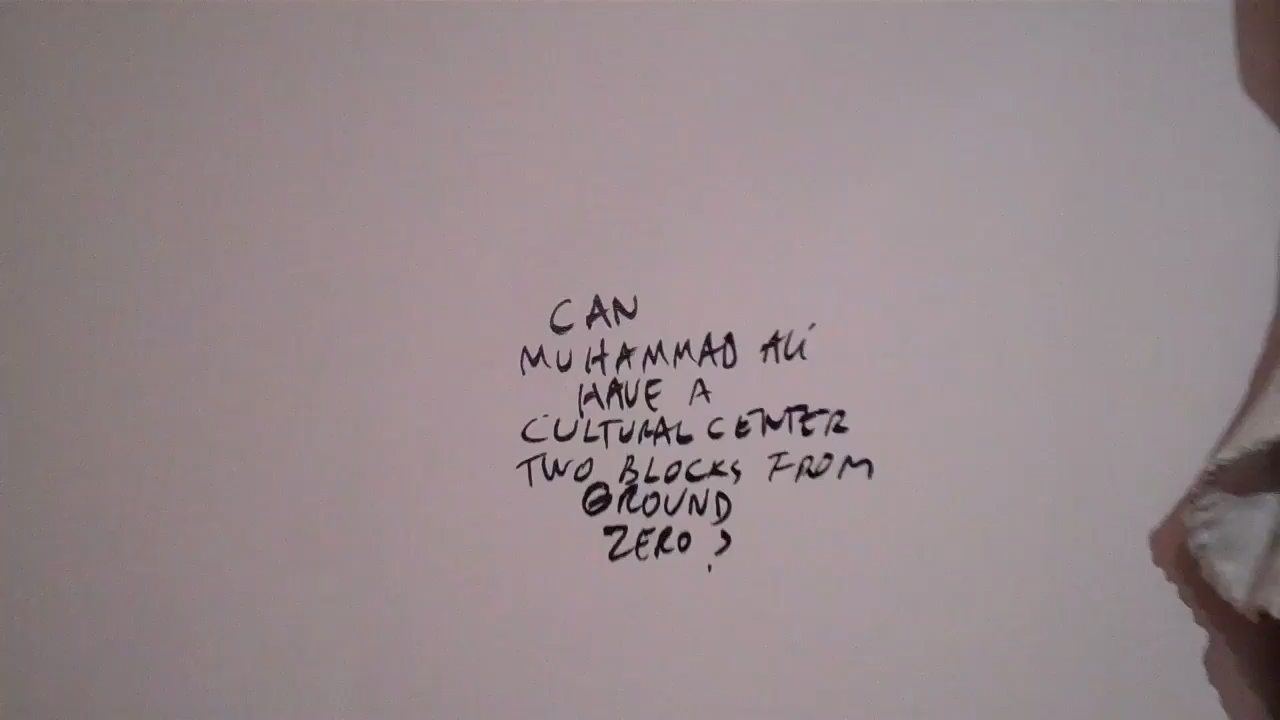 CAN
MUHAMMAD ALi
HAVE A
CULTURAL CENTER
TWO BLOCKS FROM
GROUND
ZERO?